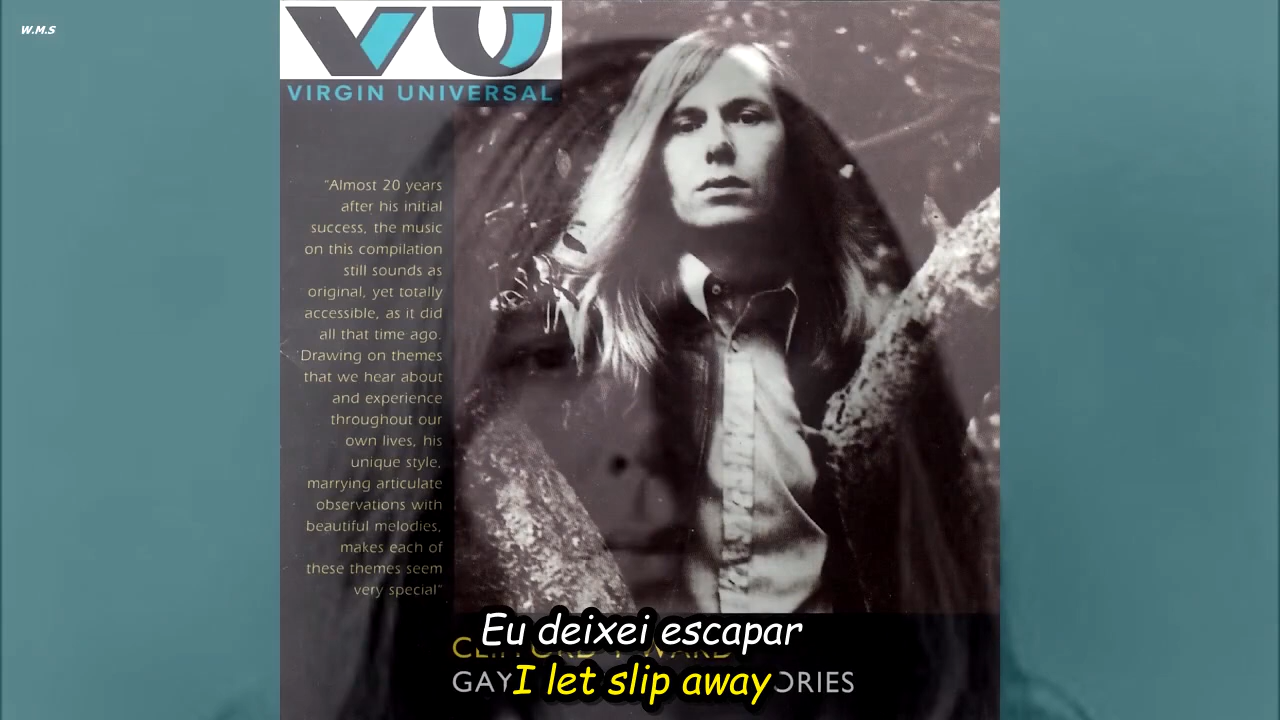 W.M.S
VU
VIRGIN UNIVERSAL
"Almost 20 years
after his initial
success, the music
on this compilation
still sounds as
original, yet totally
accessible, as it did
all that time ago.
Drawing on themes
that we hear about
and experience
throughout our
own lives, his
unique style,
marrying articulate
observations with
beautiful melodies,
makes each of
these themes seem
very special"
Eu deixei escapar
I let slip away